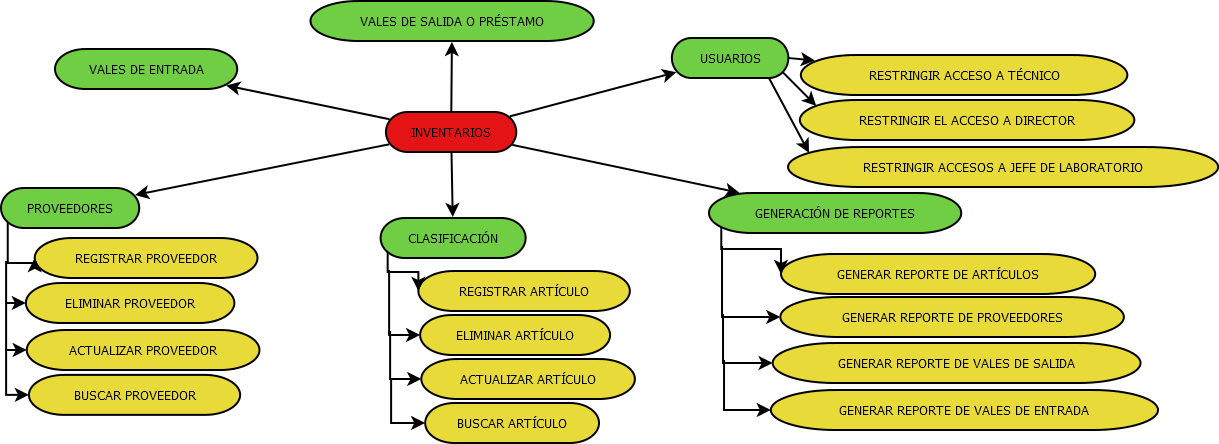 VALES DE SALIDA O PRÉSTAMO
VALES DE ENTRADA
USUARIOS
RESTRINGIR ACCESO A TÉCNICO
RESTRINGIR EL ACCESO A DIRECTOR
RESTRINGIR ACCESOS A JEFE DE LABORATORIO
INVENTARIOS
PROVEEDORES
REGISTRAR PROVEEDOR
ELIMINAR PROVEEDOR
ACTUALIZAR PROVEEDOR
BUSCAR PROVEEDOR
CLASIFICACIÓN
REGISTRAR ARTÍCULO
ELIMINAR ARTÍCULO
ACTUALIZAR ARTÍCULO
BUSCAR ARTÍCULO
GENERACIÓN DE REPORTES
GENERAR REPORTE DE ARTÍCULOS
GENERAR REPORTE DE PROVEEDORES
GENERAR REPORTE DE VALES DE SALIDA
GENERAR REPORTE DE VALES DE ENTRADA